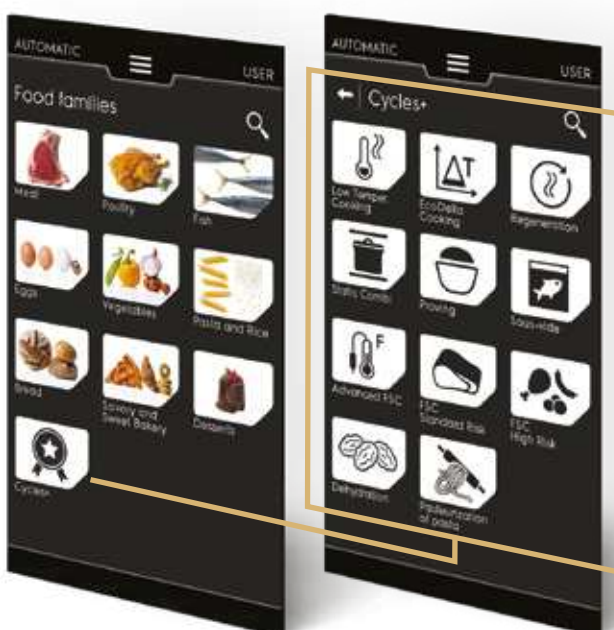 AUTOMATIC
USER
Food families
Meat
Poultry
Fish
Eggs
Vegetables
Pasta and Rice
Bread
Savory and
Sweet Bakery
Desserts
Cycles+
AUTOMATIC
USER
Cycles+
Low Temper.
Cooking
ΔT
EcoDelta
Cooking
Regeneration
Static Combi
Proving
Sous-vide
F
Advanced FSC
FSC
Standard Risk
FSC
High Risk
Dehydration
Pasteurization
of pasta